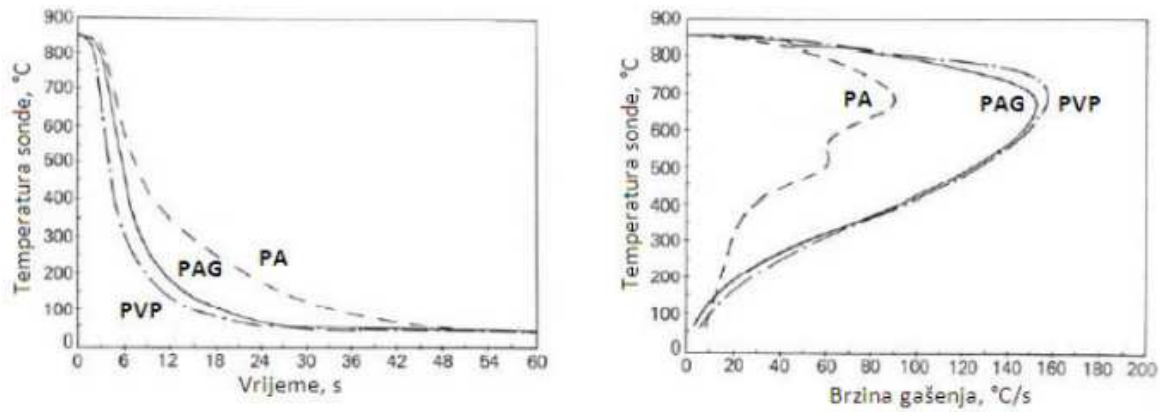 Temperatura sonde, °C
900
800
700
600
500
400
300
200
100
0
PVP
PAG
PA
0 6 12 18 24 30 36 42 48 54 60
Vrijeme, s
Temperatura sonde, °C
900
800
700
600
500
400
300
200
100
0
PA
PAG
PVP
0 20 40 60 80 100 120 140 160 180 200
Brzina gašenja, °C/s